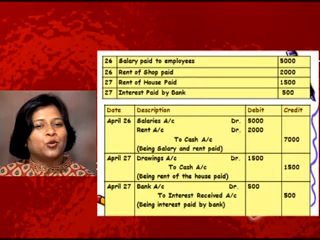 26 Salary paid to employees 5000
26 Rent of Shop paid 2000
27 Rent of House Paid 1500
27 Interest Paid by Bank 500
Date Description Debit Credit
April 26 Salaries A/c Dr. 5000
Rent A/c Dr. 2000
To Cash A/c 7000
(Being Salary and rent paid)
April 27 Drawings A/c Dr. 1500
To Cash A/c 1500
(Being rent of the house paid)
April 27 Bank A/c Dr. 500
To Interest Received A/c 500
(Being interest paid by bank)